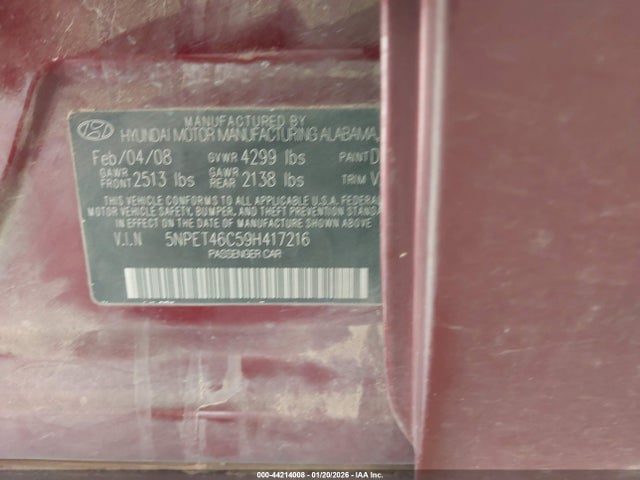 MANUFACTURED BY
HYUNDAI MOTOR MANUFACTURING ALABAMA,
Feb/04/08 GVWR 4299 lbs PAINT D
GAWR FRONT 2513 lbs GAWR REAR 2138 lbs TRIM V
THIS VEHICLE CONFORMS TO ALL APPLICABLE U.S.A. FEDERAL
MOTOR VEHICLE SAFETY, BUMPER, AND THEFT PREVENTION STANDA
IN EFFECT ON THE DATE OF MANUFACTURE SHOWN ABOVE.
V.I.N 5NPET46C59H417216
PASSENGER CAR
000-44214008 - 01/20/2026 - IAA Inc.